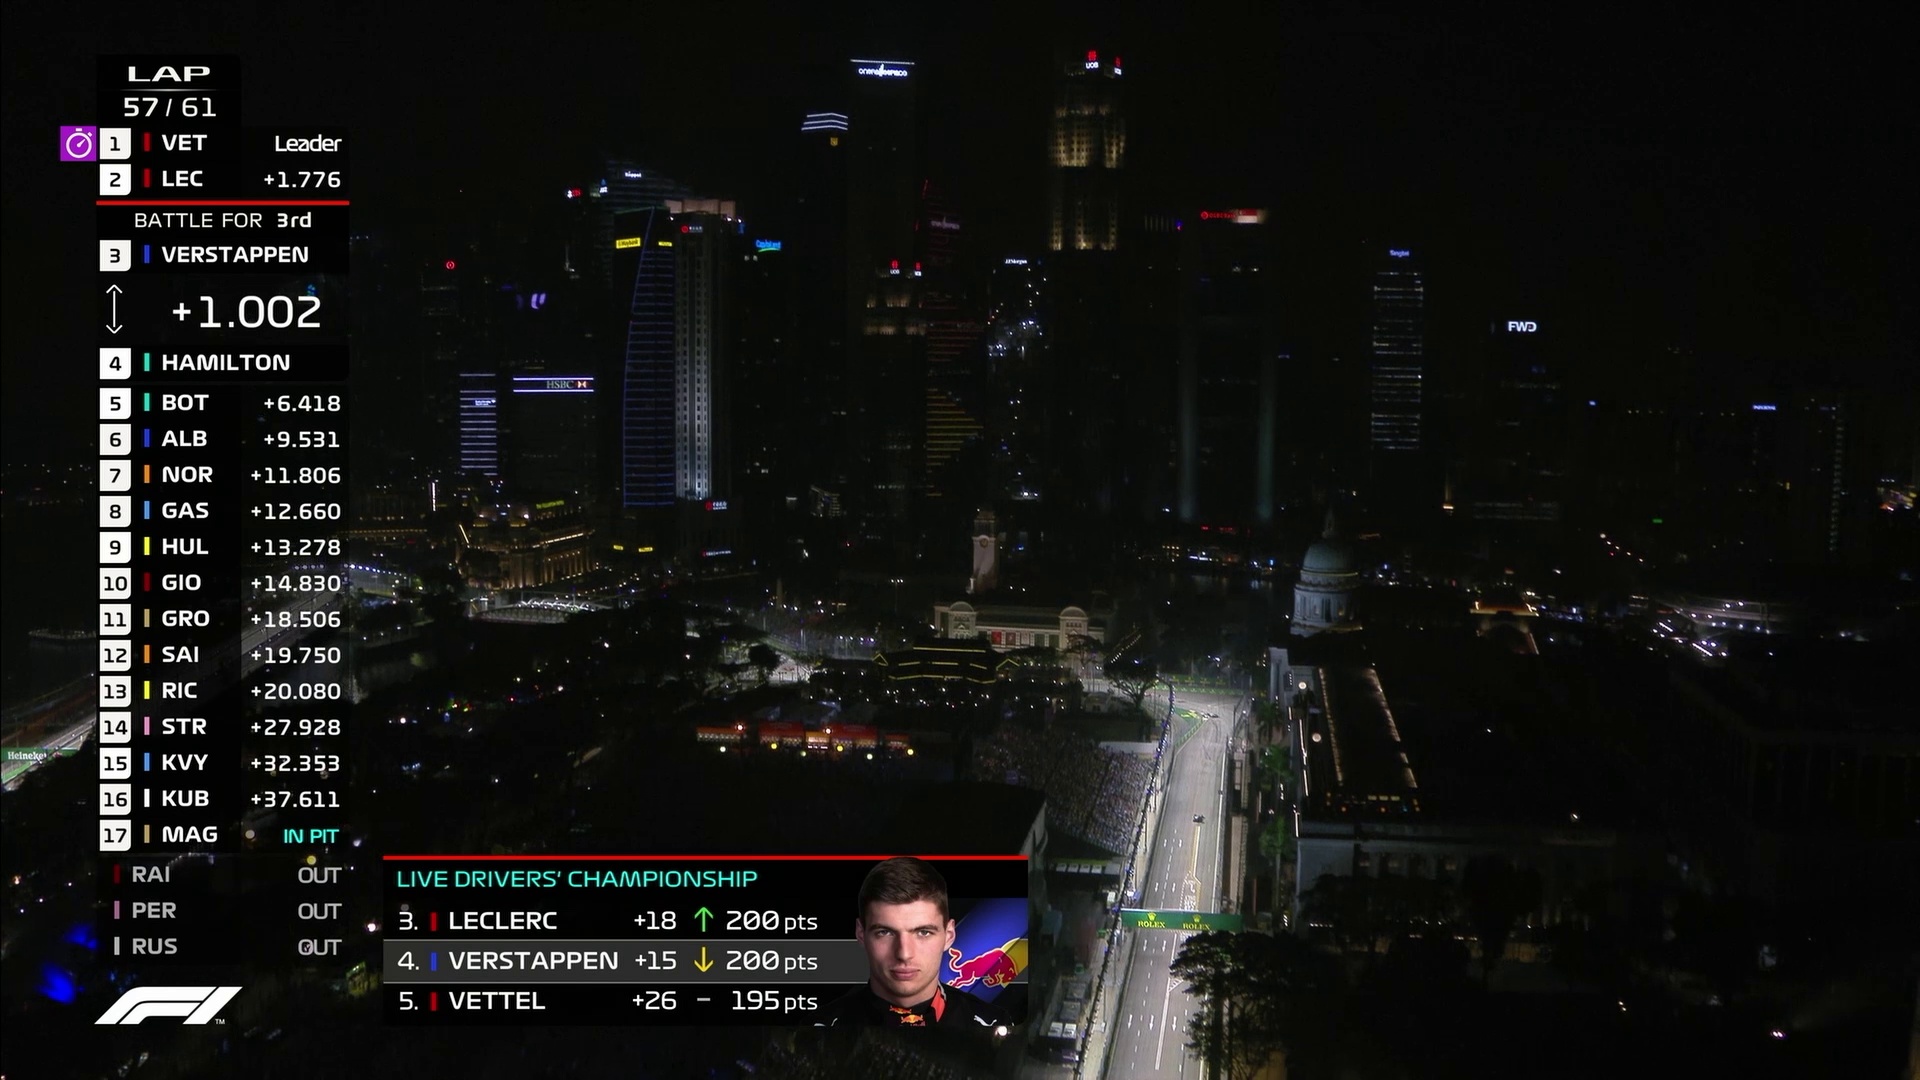 LAP
57 / 61
1 VET Leader
2 LEC +1.776
BATTLE FOR 3rd
3 VERSTAPPEN
+1.002
4 HAMILTON
5 BOT +6.418
6 ALB +9.531
7 NOR +11.806
8 GAS +12.660
9 HUL +13.278
10 GIO +14.830
11 GRO +18.506
12 SAI +19.750
13 RIC +20.080
14 STR +27.928
15 KVY +32.353
16 KUB +37.611
17 MAG IN PIT
RAI OUT
PER OUT
RUS OUT
F1 TM
LIVE DRIVERS' CHAMPIONSHIP
3. LECLERC +18 ↑ 200 pts
4. VERSTAPPEN +15 ↓ 200 pts
5. VETTEL +26 – 195 pts
UOB
UOB
HSBC
FWD
Heineken
ROLEX ROLEX